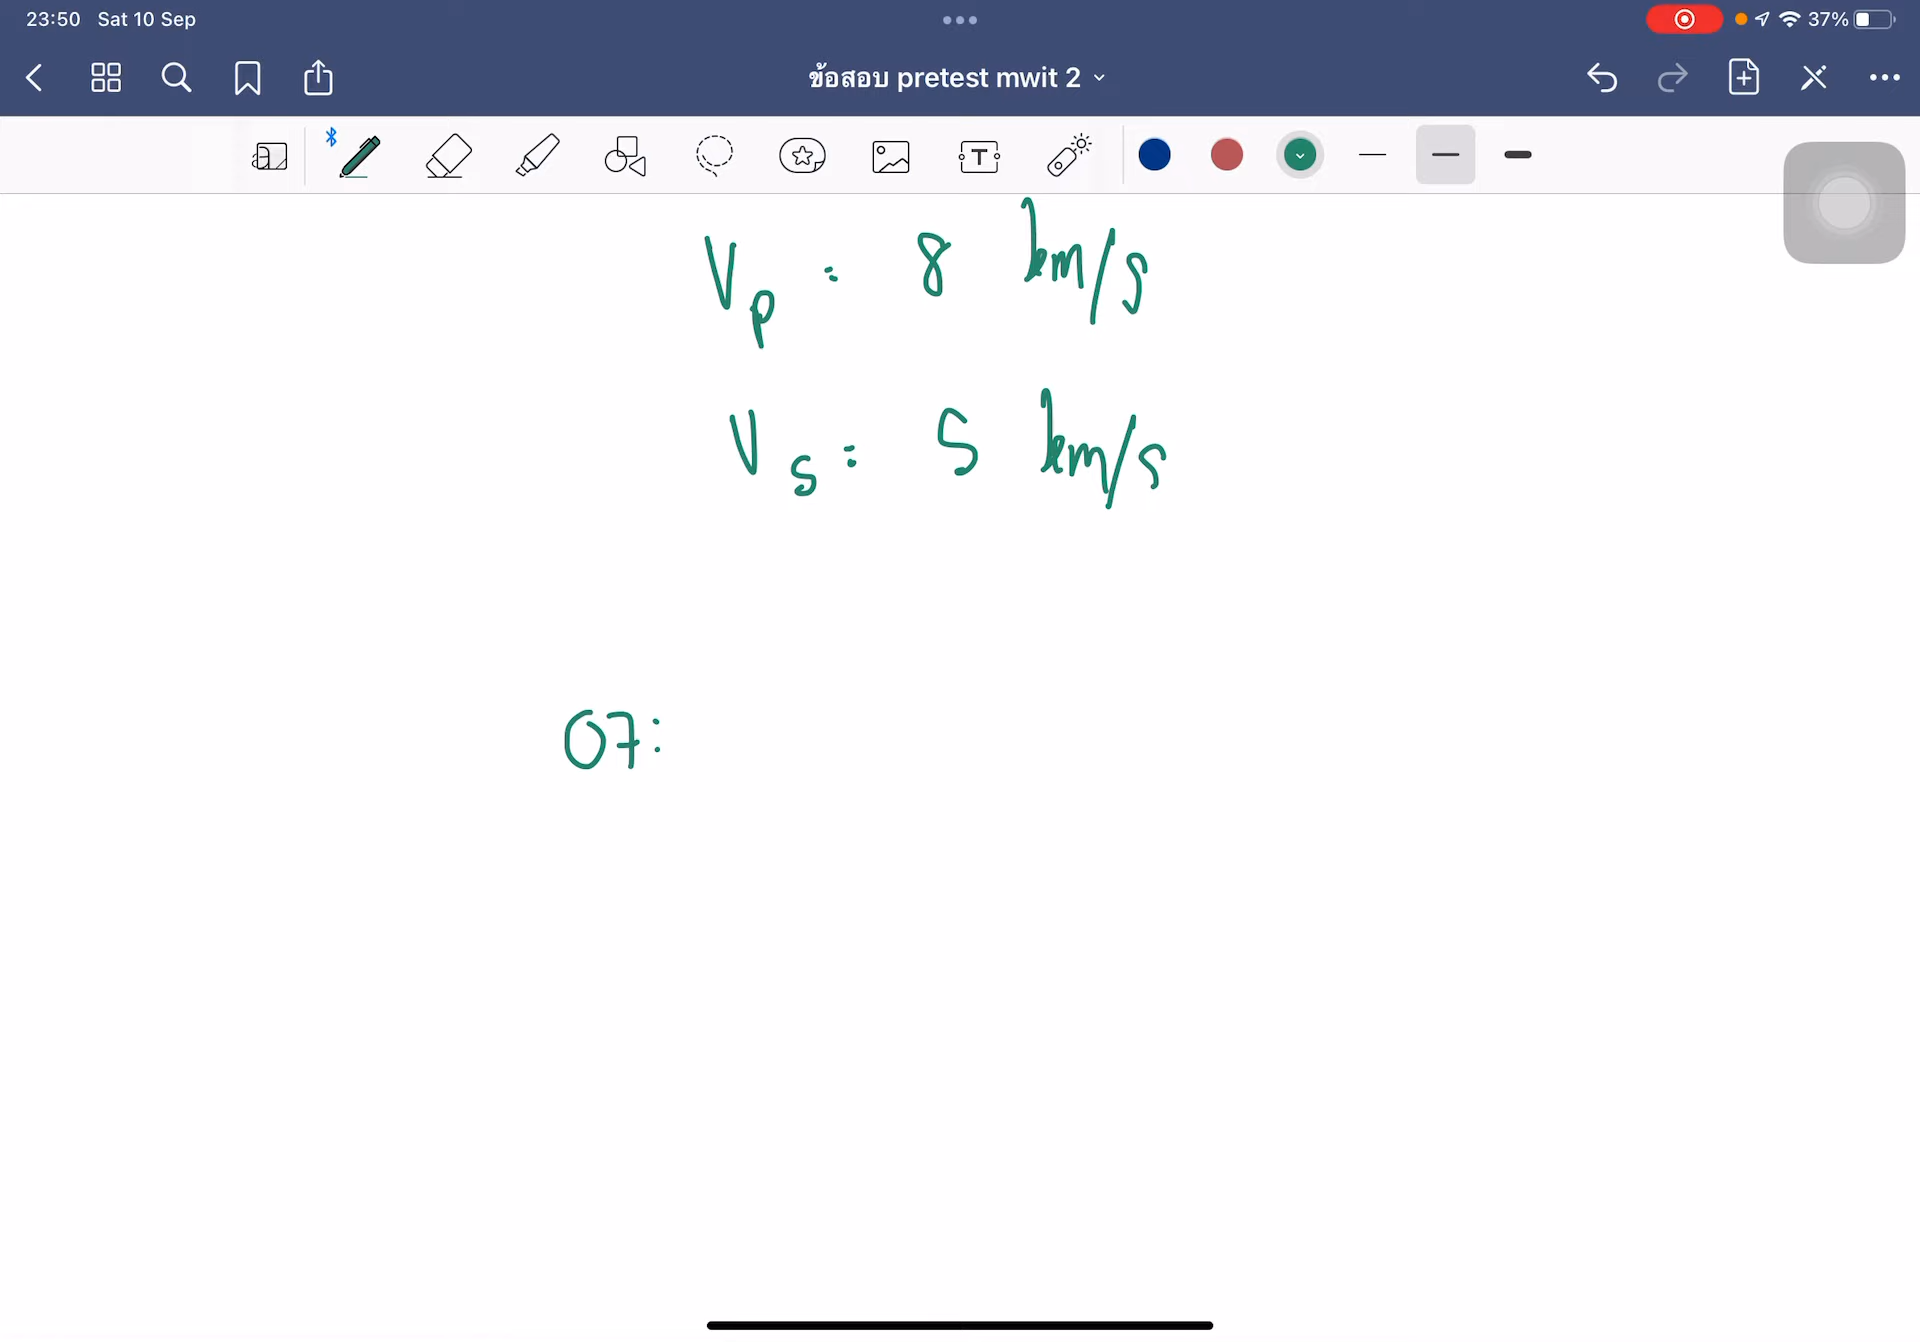 23:50 Sat 10 Sep
37%
ข้อสอบ pretest mwit 2
T
Vp = 8 km/s
Vs = 5 km/s
07: